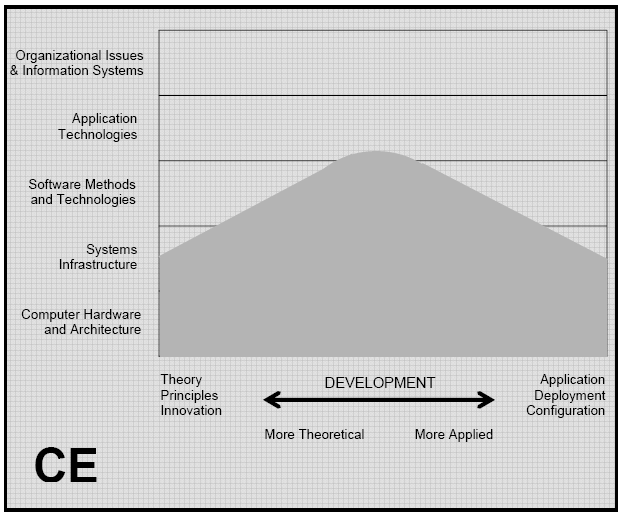 Organizational Issues
& Information Systems
Application
Technologies
Software Methods
and Technologies
Systems
Infrastructure
Computer Hardware
and Architecture
Theory
Principles
Innovation
DEVELOPMENT
Application
Deployment
Configuration
More Theoretical
More Applied
CE